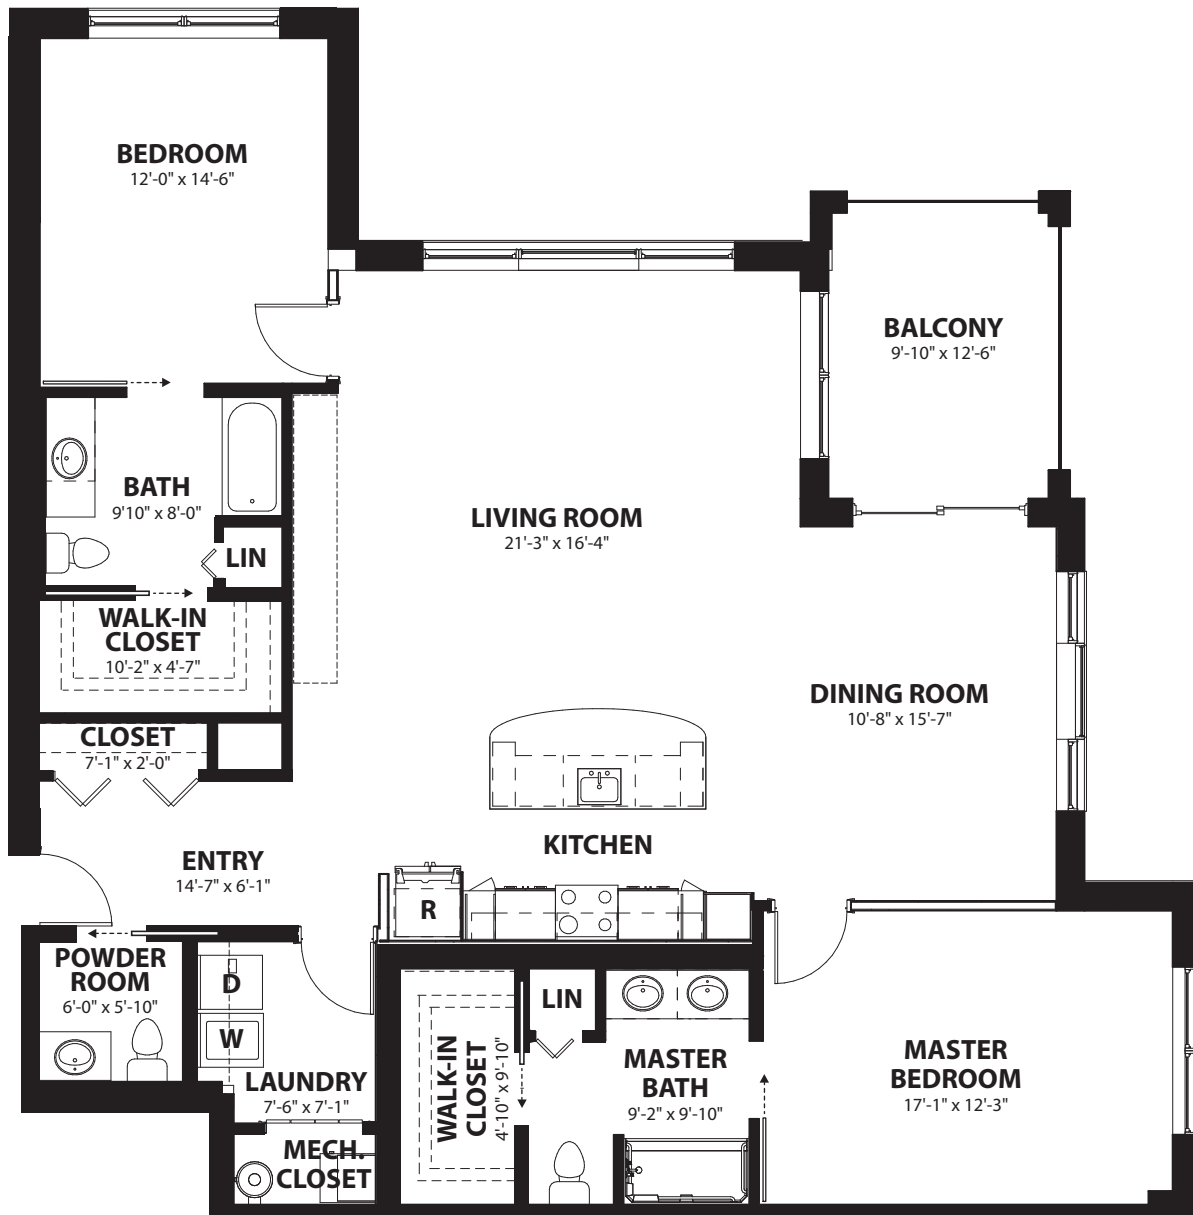 BEDROOM
12'-0" x 14'-6"
BALCONY
9'-10" x 12'-6"
BATH
9'10" x 8'-0"
LIN
LIVING ROOM
21'-3" x 16'-4"
WALK-IN
CLOSET
10'-2" x 4'-7"
DINING ROOM
10'-8" x 15'-7"
CLOSET
7'-1" x 2'-0"
KITCHEN
ENTRY
14'-7" x 6'-1"
R
POWDER
ROOM
6'-0" x 5'-10"
D
W
LAUNDRY
7'-6" x 7'-1"
MECH.
CLOSET
WALK-IN
CLOSET
4'-10" x 9'-10"
LIN
MASTER
BATH
9'-2" x 9'-10"
MASTER
BEDROOM
17'-1" x 12'-3"